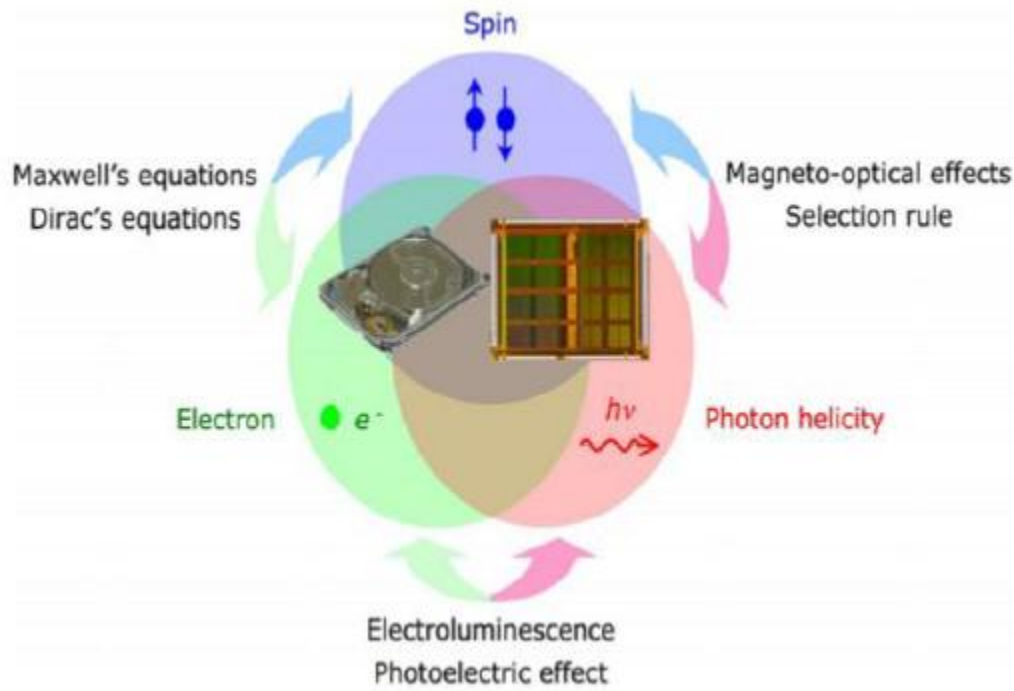 Spin
Maxwell's equations
Dirac's equations
Magneto-optical effects
Selection rule
Electron
e⁻
hν
Photon helicity
Electroluminescence
Photoelectric effect